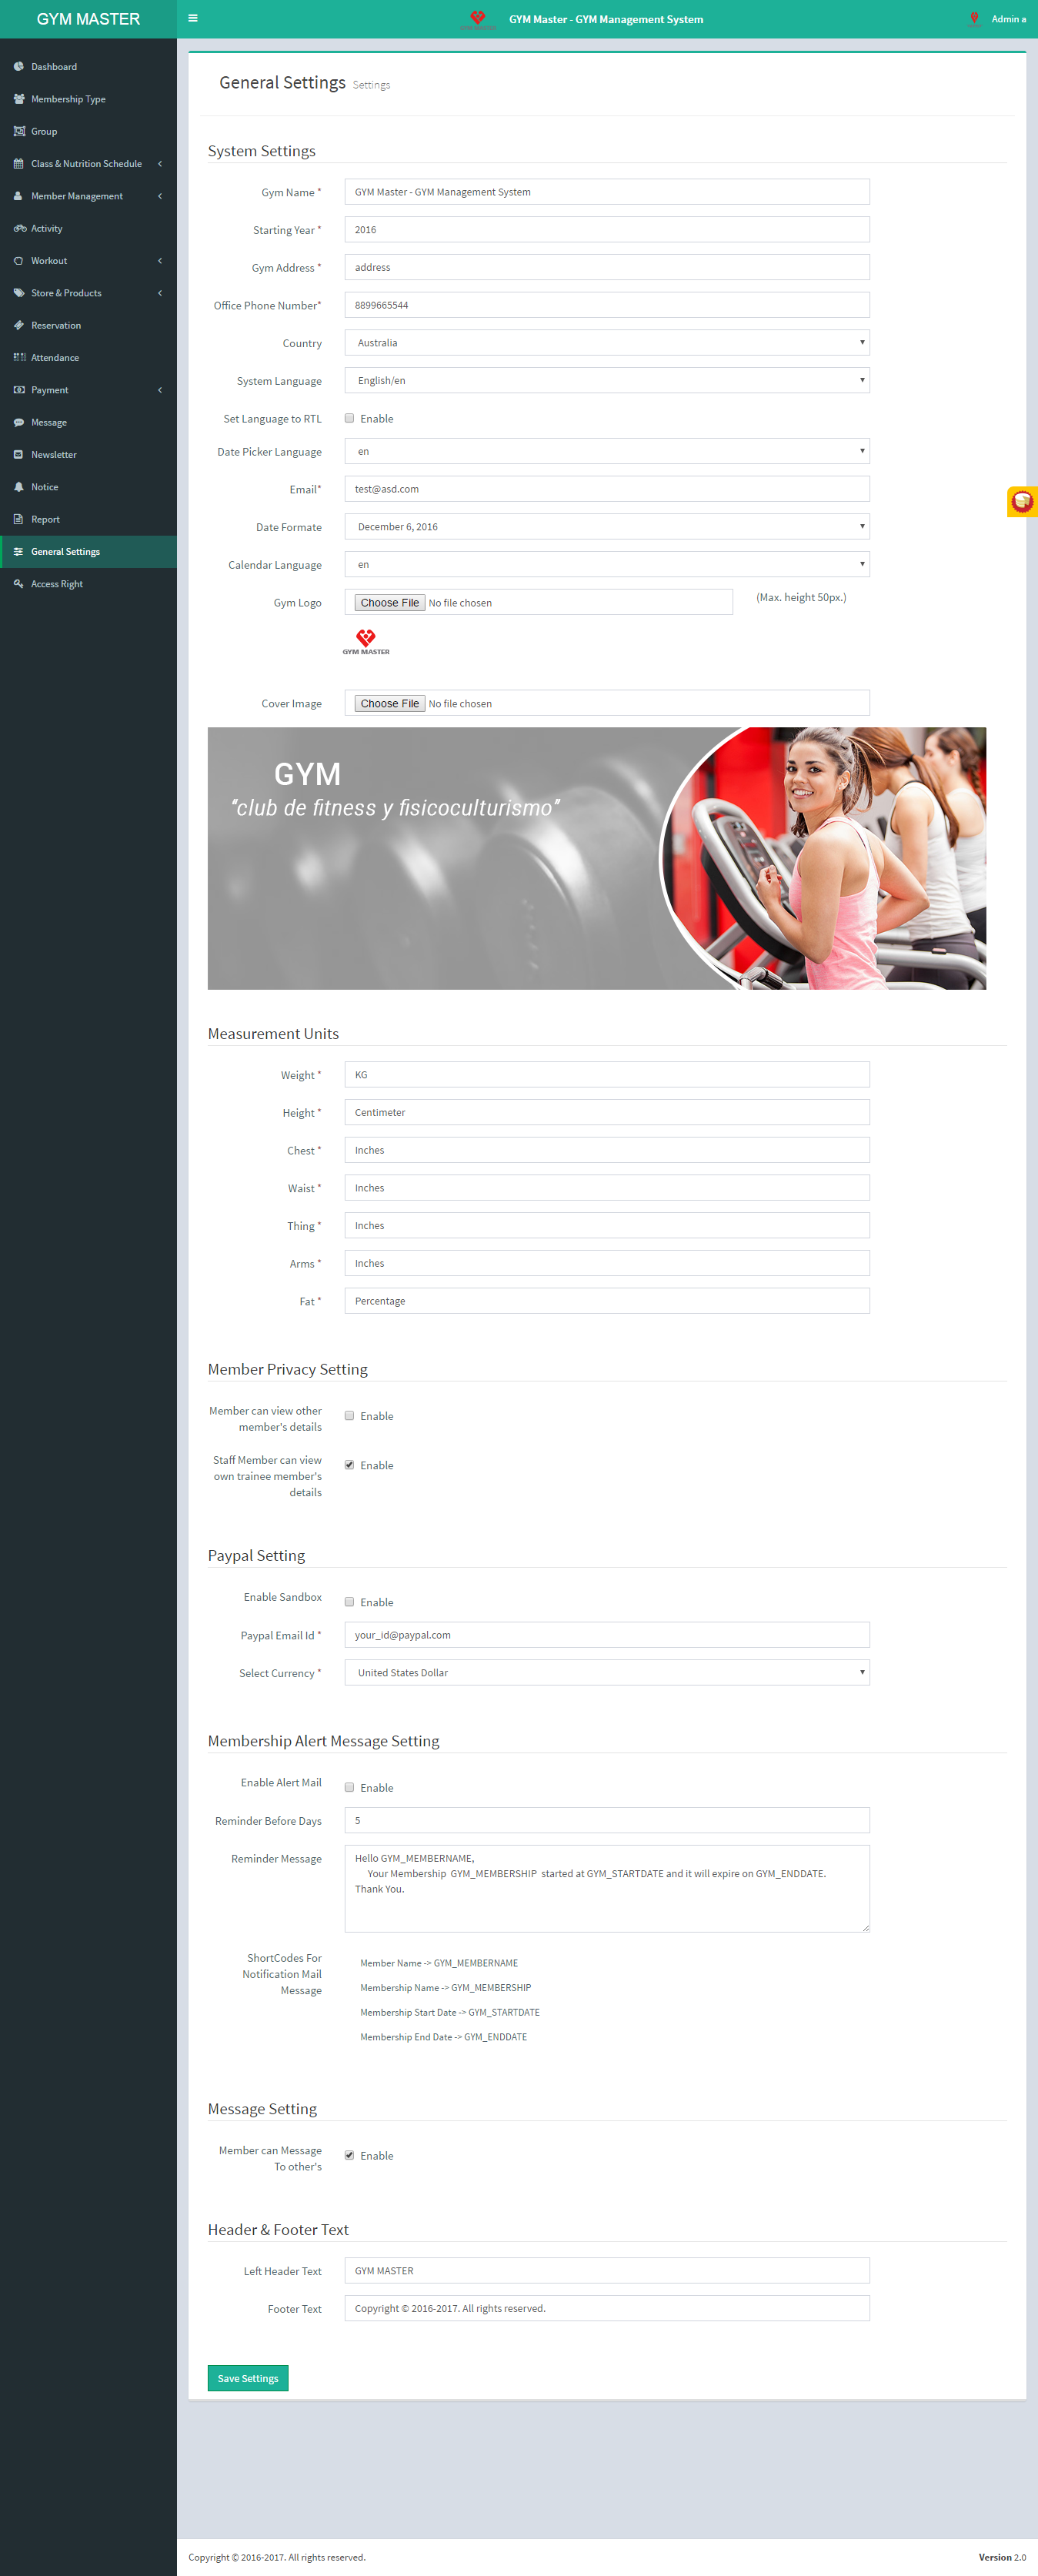 GYM MASTER
GYM Master - GYM Management System
Admin a
Dashboard
Membership Type
Group
Class & Nutrition Schedule
Member Management
Activity
Workout
Store & Products
Reservation
Attendance
Payment
Message
Newsletter
Notice
Report
General Settings
Access Right
General Settings Settings
System Settings
Gym Name * GYM Master - GYM Management System
Starting Year * 2016
Gym Address * address
Office Phone Number* 8899665544
Country Australia
System Language English/en
Set Language to RTL Enable
Date Picker Language en
Email* test@asd.com
Date Formate December 6, 2016
Calendar Language en
Gym Logo Choose File No file chosen (Max. height 50px.)
GYM MASTER
Cover Image Choose File No file chosen
GYM
“club de fitness y fisicoculturismo”
Measurement Units
Weight * KG
Height * Centimeter
Chest * Inches
Waist * Inches
Thing * Inches
Arms * Inches
Fat * Percentage
Member Privacy Setting
Member can view other
member's details
Enable
Staff Member can view
own trainee member's
details
Enable
Paypal Setting
Enable Sandbox Enable
Paypal Email Id * your_id@paypal.com
Select Currency * United States Dollar
Membership Alert Message Setting
Enable Alert Mail Enable
Reminder Before Days 5
Reminder Message
Hello GYM_MEMBERNAME,
Your Membership GYM_MEMBERSHIP started at GYM_STARTDATE and it will expire on GYM_ENDDATE.
Thank You.
ShortCodes For
Notification Mail
Message
Member Name -> GYM_MEMBERNAME
Membership Name -> GYM_MEMBERSHIP
Membership Start Date -> GYM_STARTDATE
Membership End Date -> GYM_ENDDATE
Message Setting
Member can Message
To other's
Enable
Header & Footer Text
Left Header Text GYM MASTER
Footer Text Copyright © 2016-2017. All rights reserved.
Save Settings
Copyright © 2016-2017. All rights reserved.
Version 2.0